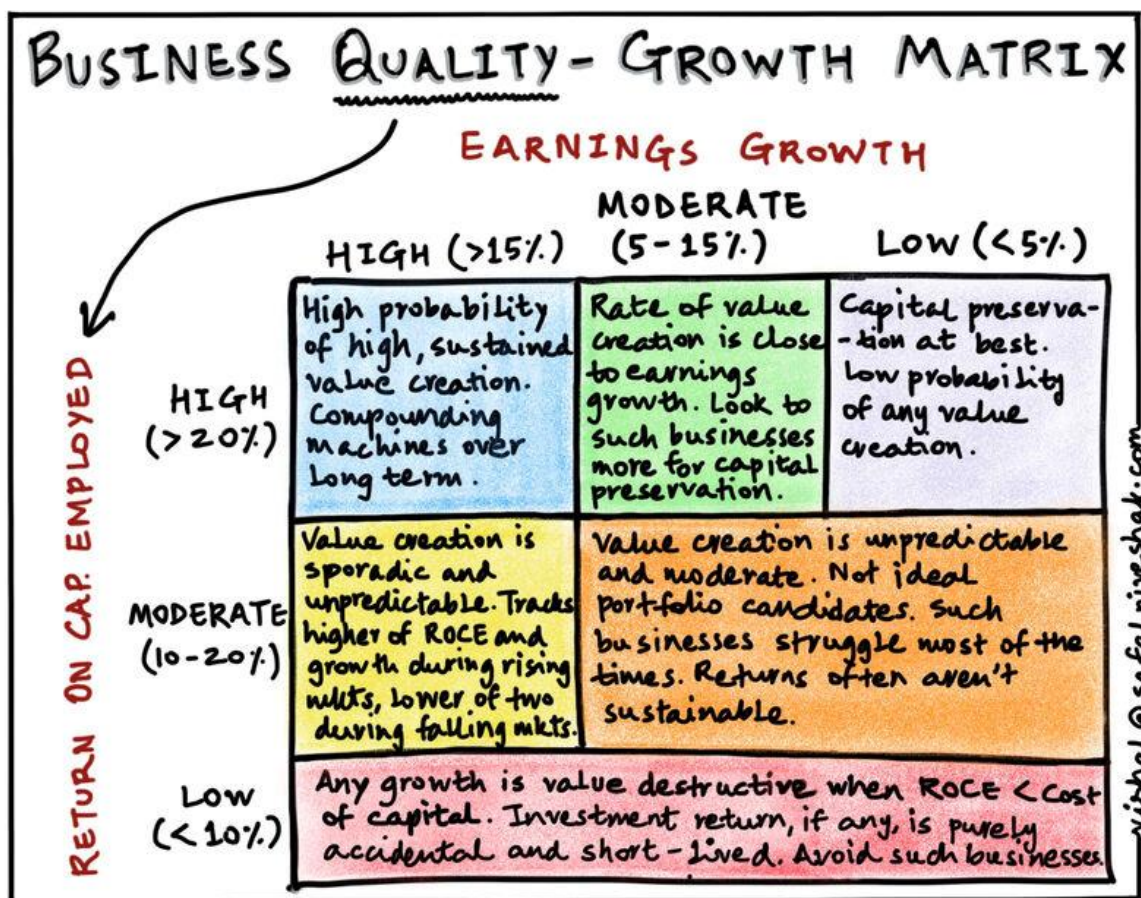 BUSINESS QUALITY - GROWTH MATRIX
EARNINGS GROWTH
HIGH (>15%)
MODERATE
(5-15%)
LOW (<5%)
RETURN ON CAP. EMPLOYED
HIGH
(>20%)
High probability
of high, sustained
value creation.
Compounding
machines over
Long term.
Rate of value
creation is close
to earnings
growth. Look to
such businesses
more for capital
preservation.
Capital preserva-
-tion at best.
Low probability
of any value
creation.
MODERATE
(10-20%)
Value creation is
sporadic and
unpredictable. Tracks
higher of ROCE and
growth during rising
mkts, lower of two
during falling mkts.
Value creation is unpredictable
and moderate. Not ideal
portfolio candidates. Such
businesses struggle most of the
times. Returns often aren't
sustainable.
LOW
(<10%)
Any growth is value destructive when ROCE < Cost
of capital. Investment return, if any, is purely
accidental and short-lived. Avoid such businesses.